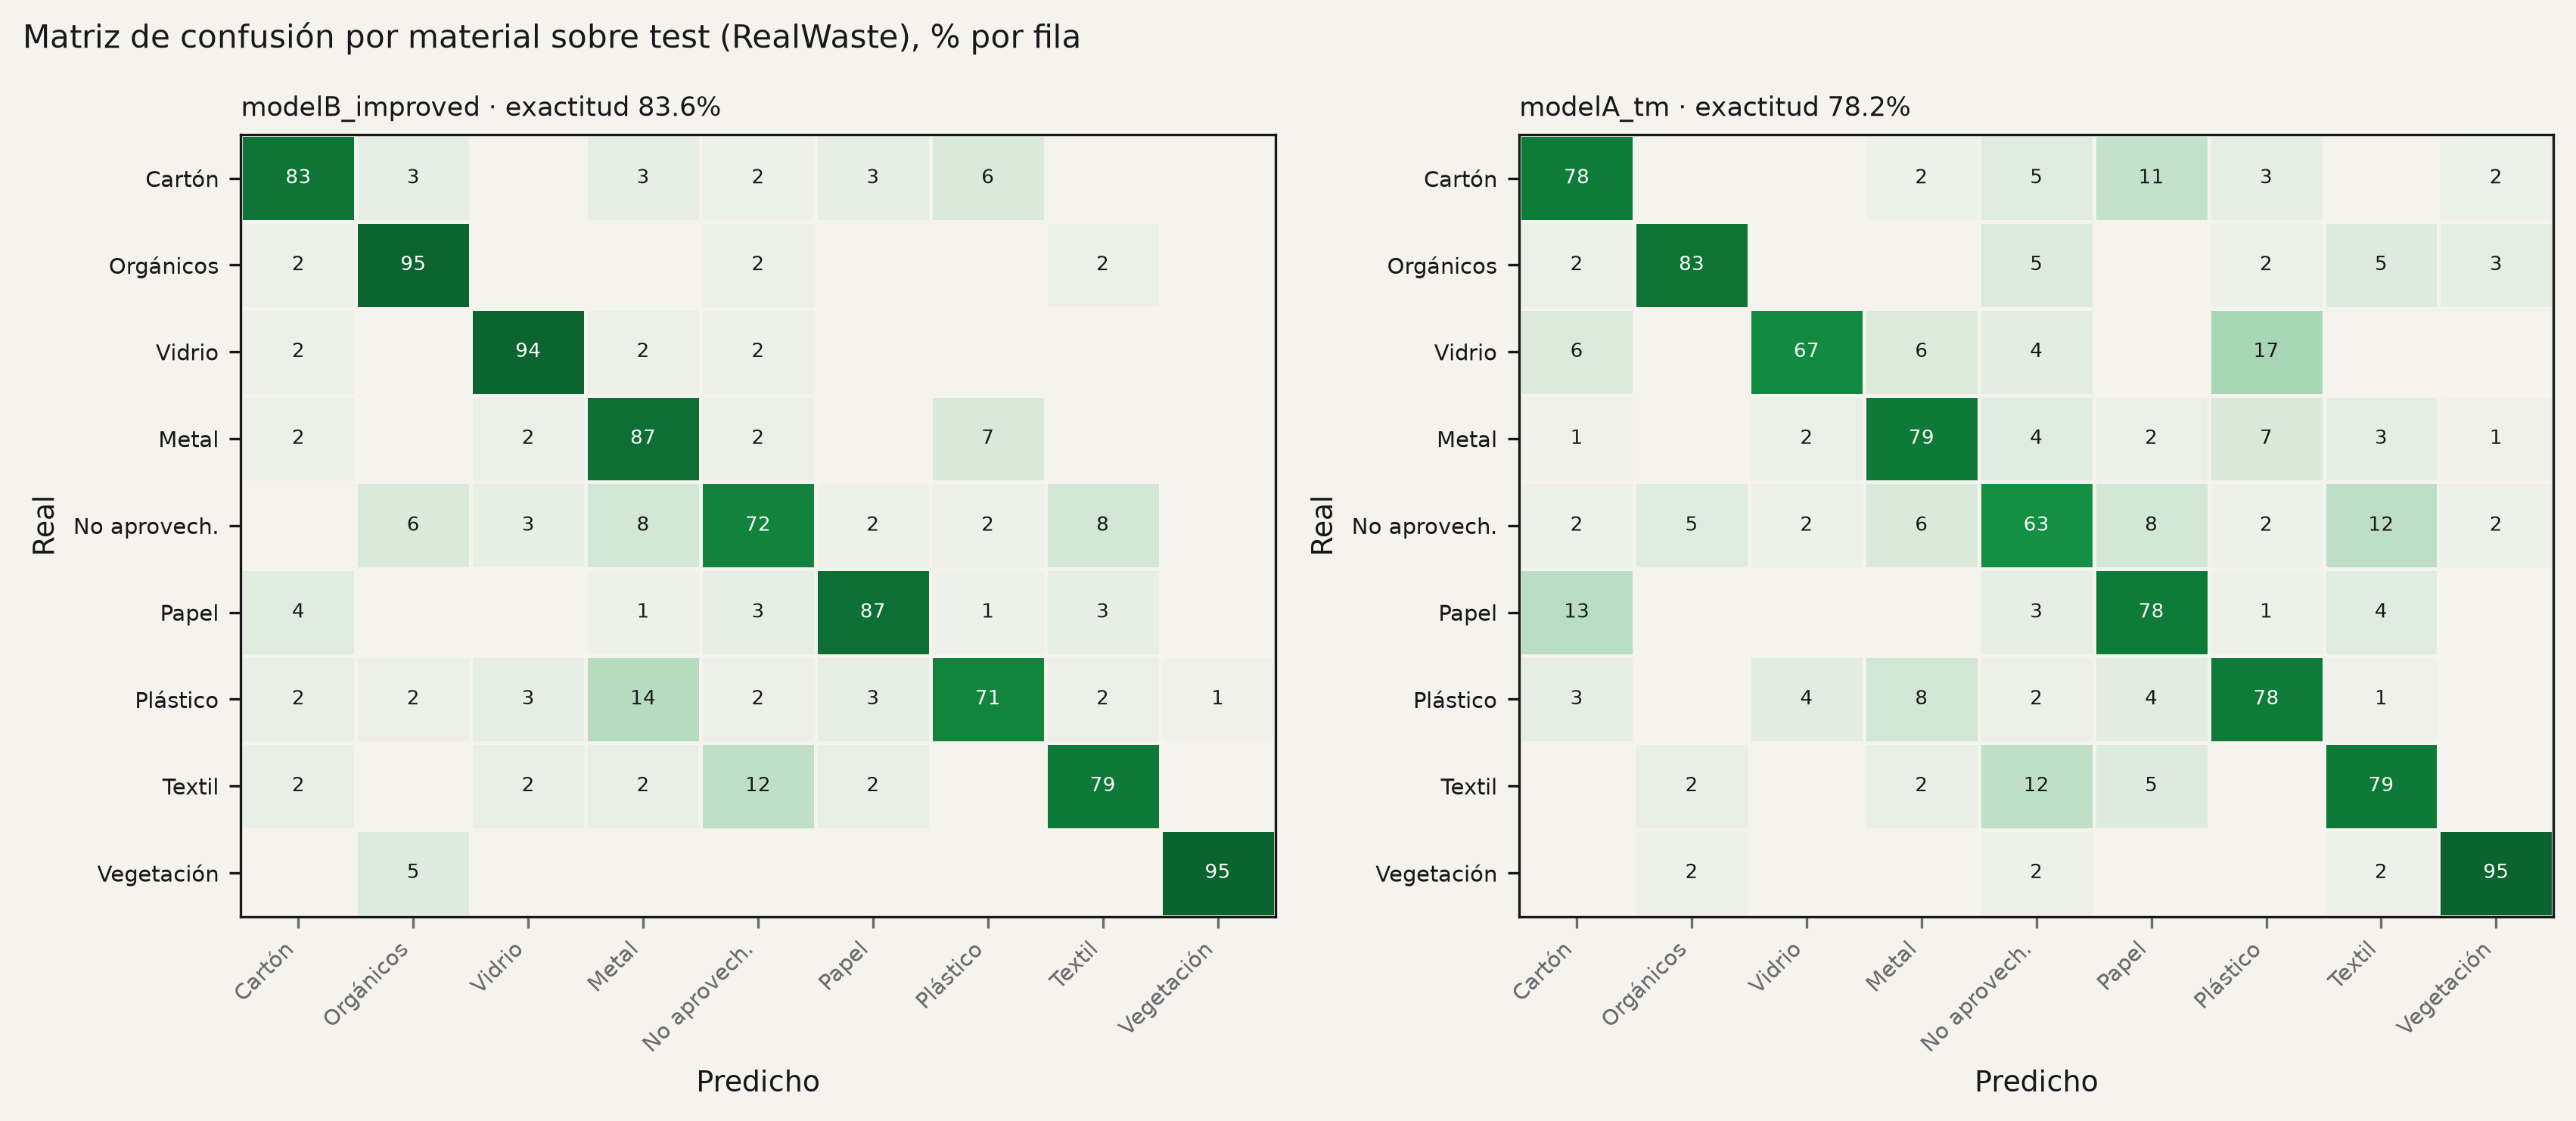 Matriz de confusión por material sobre test (RealWaste), % por fila
modelB_improved · exactitud 83.6%
Real
Cartón 83 3 3 2 3 6
Orgánicos 2 95 2 2
Vidrio 2 94 2 2
Metal 2 2 87 2 7
No aprovech. 6 3 8 72 2 2 8
Papel 4 1 3 87 1 3
Plástico 2 2 3 14 2 3 71 2 1
Textil 2 2 2 12 2 79
Vegetación 5 95
Cartón Orgánicos Vidrio Metal No aprovech. Papel Plástico Textil Vegetación
Predicho
modelA_tm · exactitud 78.2%
Real
Cartón 78 2 5 11 3 2
Orgánicos 2 83 5 2 5 3
Vidrio 6 67 6 4 17
Metal 1 2 79 4 2 7 3 1
No aprovech. 2 5 2 6 63 8 2 12 2
Papel 13 3 78 1 4
Plástico 3 4 8 2 4 78 1
Textil 2 2 12 5 79
Vegetación 2 2 2 95
Cartón Orgánicos Vidrio Metal No aprovech. Papel Plástico Textil Vegetación
Predicho